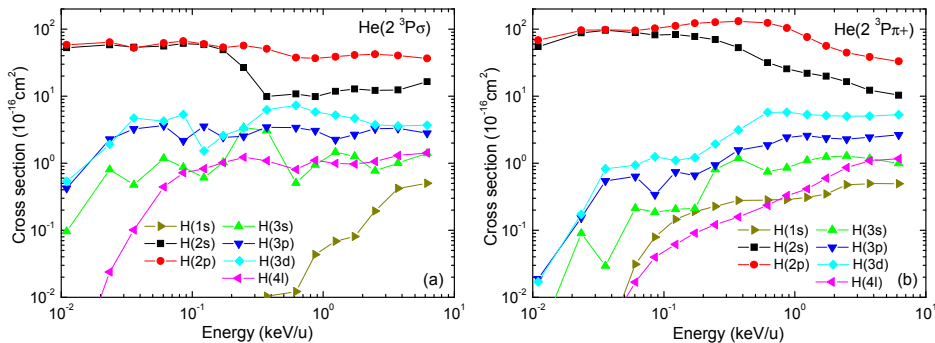 He(2 ³Pσ)
Cross section (10⁻¹⁶cm²)
10²
10¹
10⁰
10⁻¹
10⁻²
H(1s) H(3s)
H(2s) H(3p)
H(2p) H(3d)
H(4l)
(a)
10⁻² 10⁻¹ 10⁰ 10¹
Energy (keV/u)
He(2 ³Pπ+)
Cross section (10⁻¹⁶cm²)
10²
10¹
10⁰
10⁻¹
10⁻²
H(1s) H(3s)
H(2s) H(3p)
H(2p) H(3d)
H(4l)
(b)
10⁻² 10⁻¹ 10⁰ 10¹
Energy (keV/u)